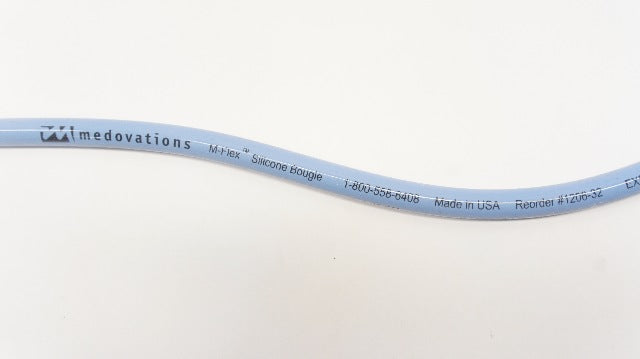 medovations M-Flex ® Silicone Bougie 1-800-558-6408 Made in USA Reorder #1206-32